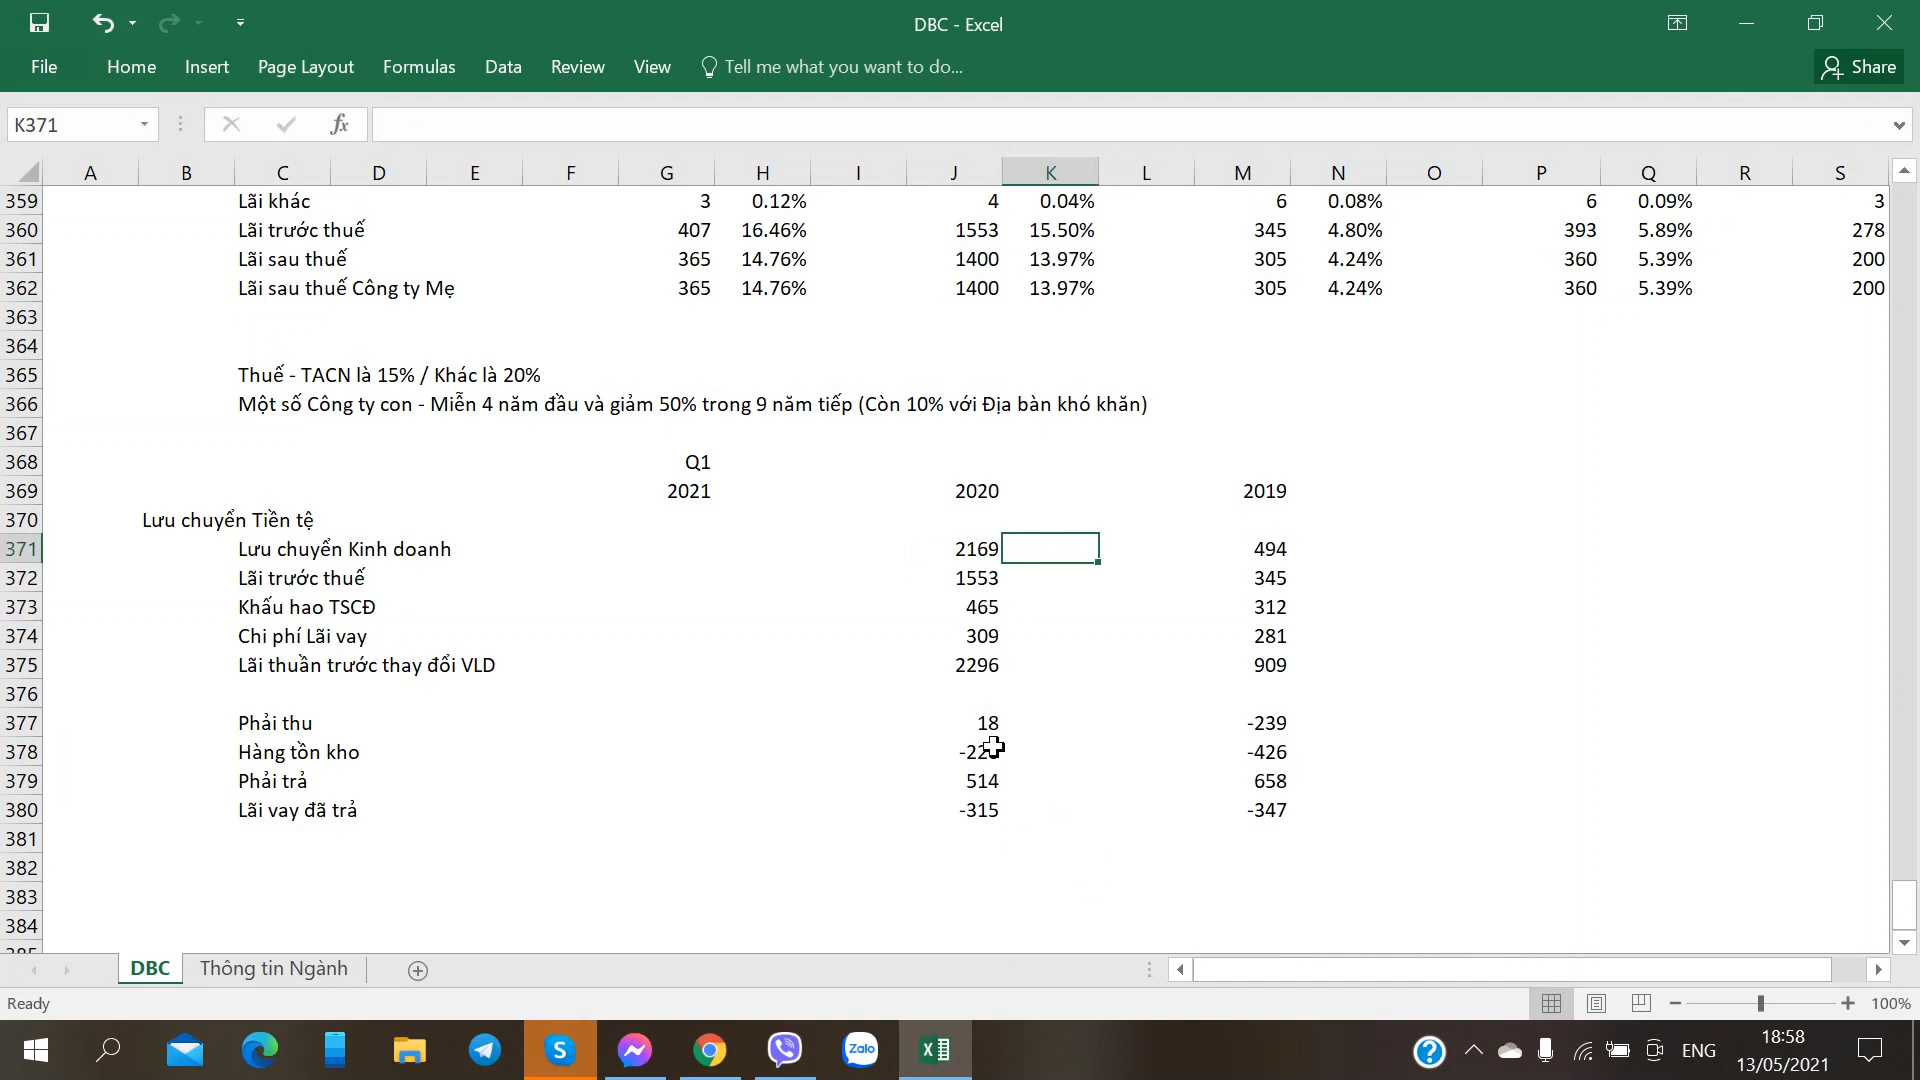 DBC - Excel
File Home Insert Page Layout Formulas Data Review View Tell me what you want to do... Share
K371 fx
A B C D E F G H I J K L M N O P Q R S
359 Lãi khác 3 0.12% 4 0.04% 6 0.08% 6 0.09% 3
360 Lãi trước thuế 407 16.46% 1553 15.50% 345 4.80% 393 5.89% 278
361 Lãi sau thuế 365 14.76% 1400 13.97% 305 4.24% 360 5.39% 200
362 Lãi sau thuế Công ty Mẹ 365 14.76% 1400 13.97% 305 4.24% 360 5.39% 200
363
364
365 Thuế - TACN là 15% / Khác là 20%
366 Một số Công ty con - Miễn 4 năm đầu và giảm 50% trong 9 năm tiếp (Còn 10% với Địa bàn khó khăn)
367
368 Q1
369 2021 2020 2019
370 Lưu chuyển Tiền tệ
371 Lưu chuyển Kinh doanh 2169 494
372 Lãi trước thuế 1553 345
373 Khấu hao TSCĐ 465 312
374 Chi phí Lãi vay 309 281
375 Lãi thuần trước thay đổi VLD 2296 909
376
377 Phải thu 18 -239
378 Hàng tồn kho -426
379 Phải trả 514 658
380 Lãi vay đã trả -315 -347
381
382
383
384
DBC Thông tin Ngành
Ready 100%
Zalo ENG 18:58
13/05/2021